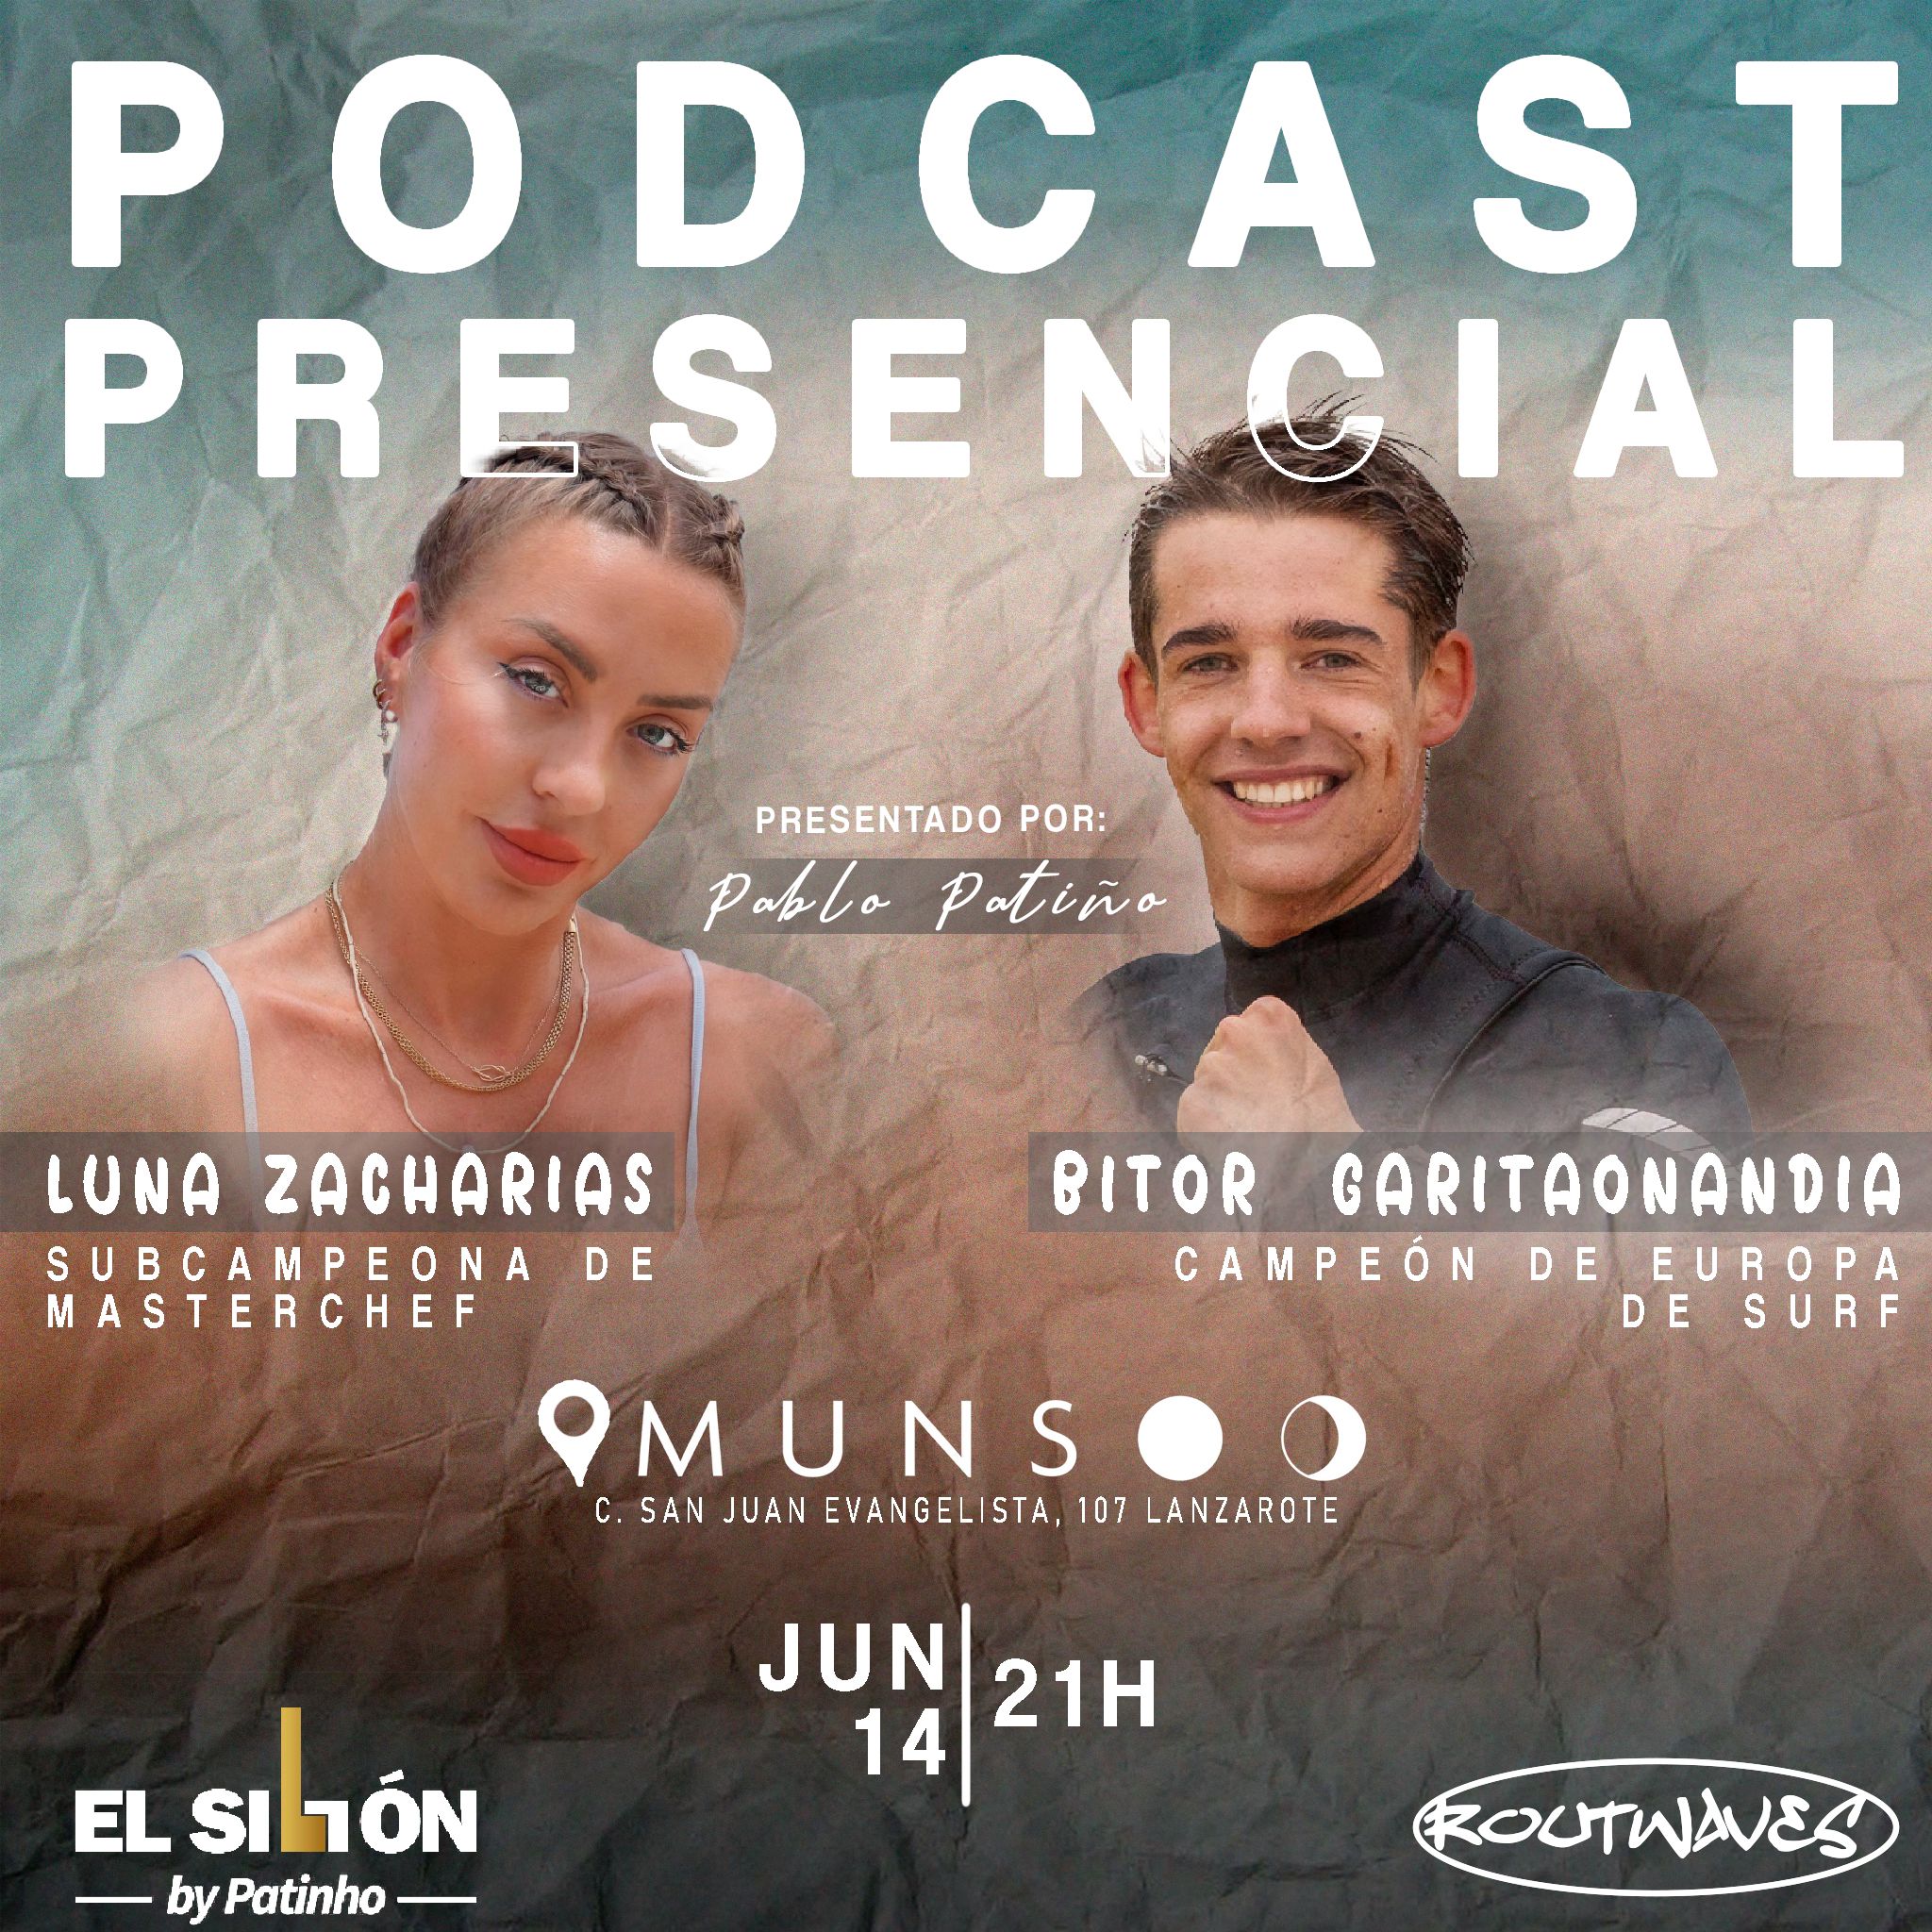 PODCAST
PRESENCIAL
PRESENTADO POR:
Pablo Patiño
LUNA ZACHARIAS
SUBCAMPEONA DE
MASTERCHEF
BITOR GARITAONANDIA
CAMPEÓN DE EUROPA
DE SURF
MUNSOO
C. SAN JUAN EVANGELISTA, 107 LANZAROTE
JUN
14
21H
EL SILLÓN
by Patinho
ROUTWAVES